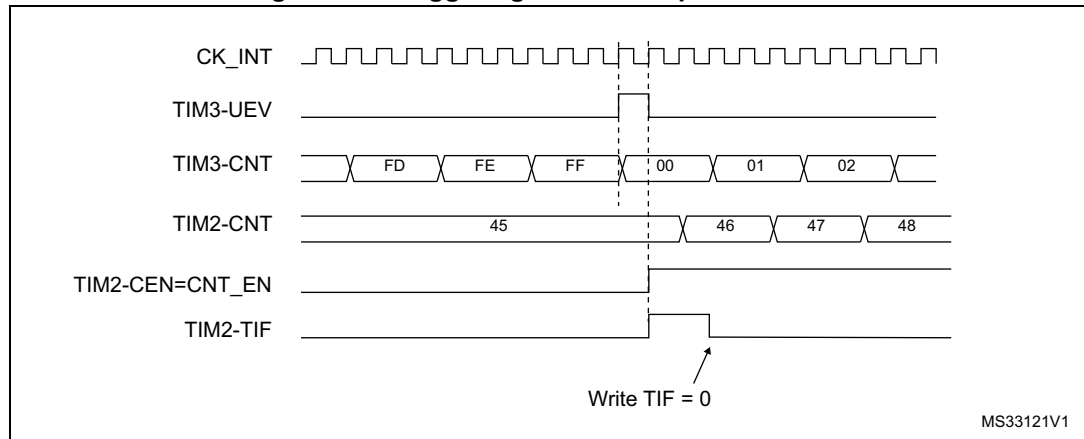 CK_INT
TIM3-UEV
TIM3-CNT FD FE FF 00 01 02
TIM2-CNT 45 46 47 48
TIM2-CEN=CNT_EN
TIM2-TIF
Write TIF = 0
MS33121V1